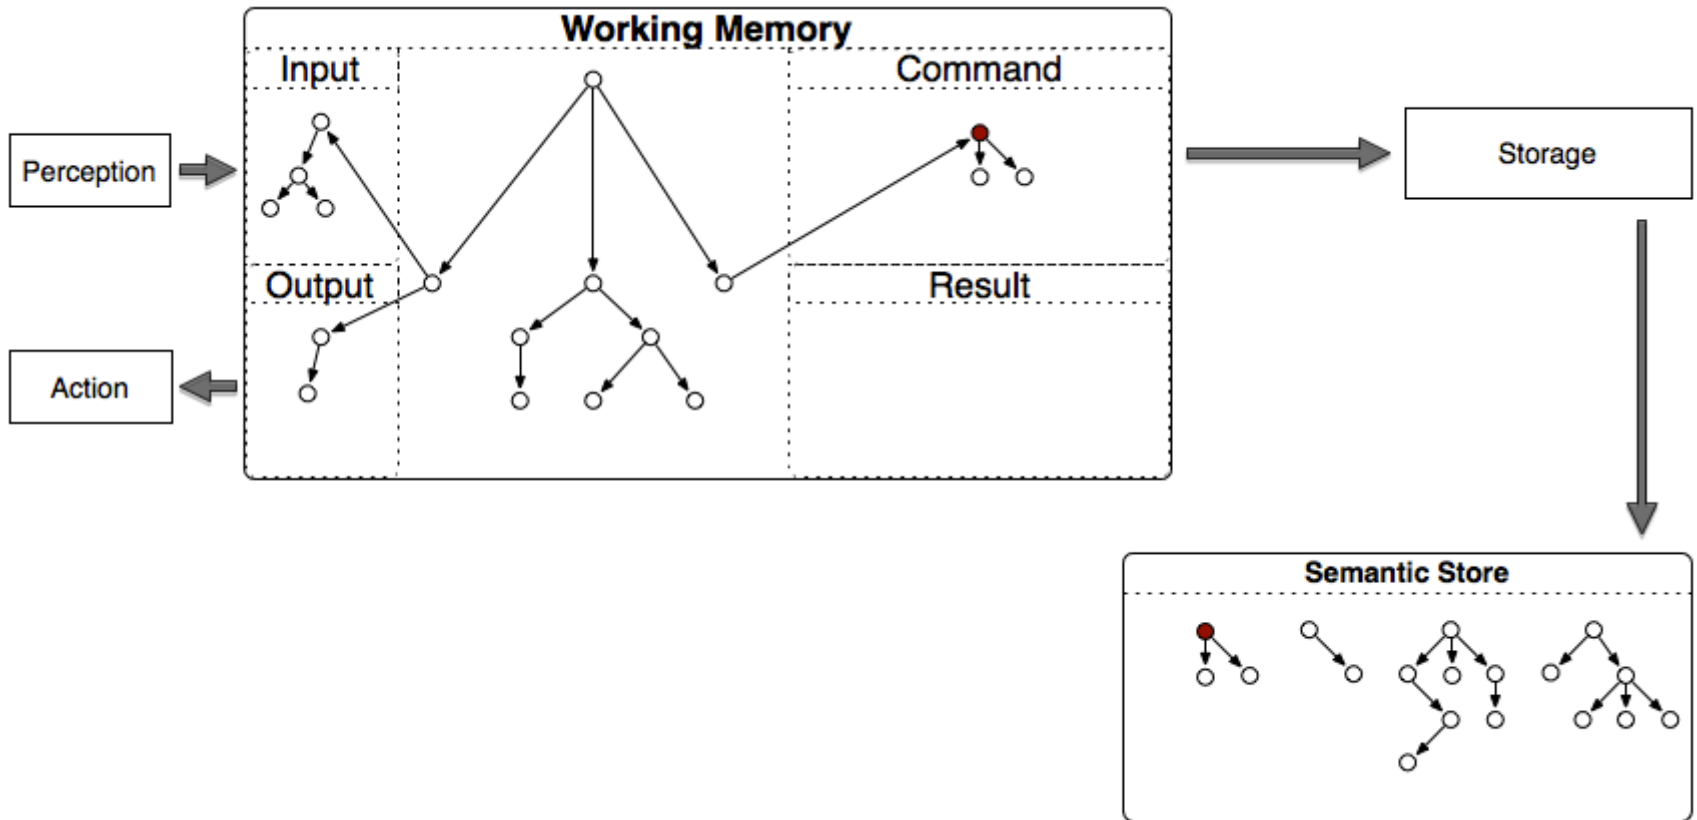 Working Memory
Input
Command
Perception
Storage
Output
Result
Action
Semantic Store